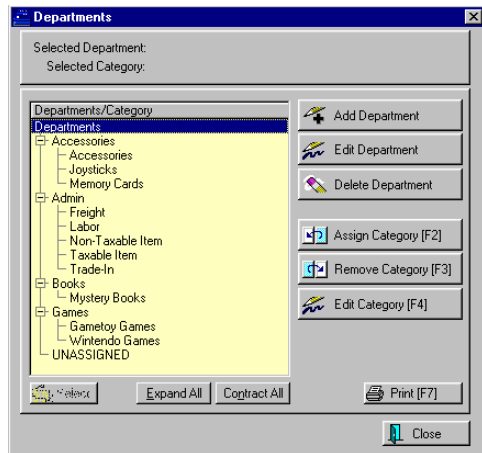 Departments
Selected Department:
Selected Category:
Departments/Category
Departments
Accessories
Accessories
Joysticks
Memory Cards
Admin
Freight
Labor
Non-Taxable Item
Taxable Item
Trade-In
Books
Mystery Books
Games
Gametoy Games
Wintendo Games
UNASSIGNED
Add Department
Edit Department
Delete Department
Assign Category [F2]
Remove Category [F3]
Edit Category [F4]
Select
Expand All
Contract All
Print [F7]
Close